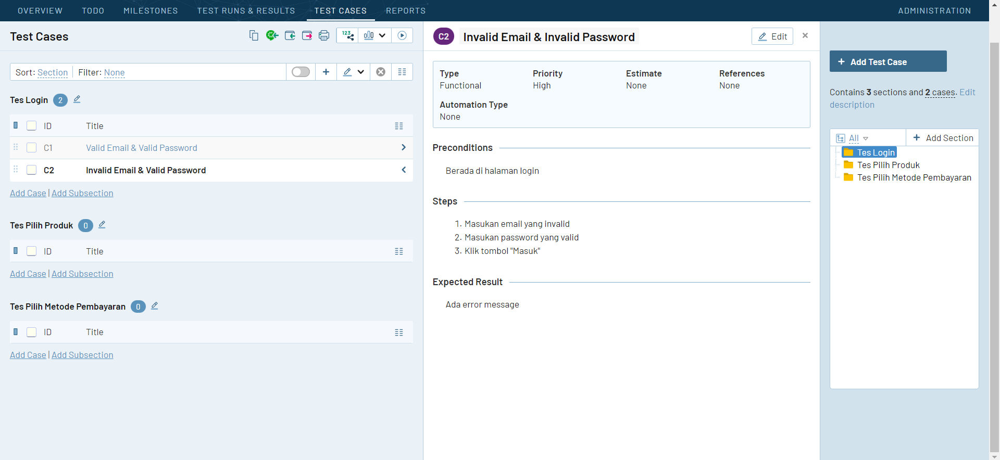 OVERVIEW TODO MILESTONES TEST RUNS & RESULTS TEST CASES REPORTS ADMINISTRATION
Test Cases
123
Sort: Section Filter: None
Tes Login 2
ID Title
C1 Valid Email & Valid Password
C2 Invalid Email & Valid Password
Add Case | Add Subsection
Tes Pilih Produk 0
ID Title
Add Case | Add Subsection
Tes Pilih Metode Pembayaran 0
ID Title
Add Case | Add Subsection
C2 Invalid Email & Invalid Password
Edit ×
Type Priority Estimate References
Functional High None None
Automation Type
None
Preconditions
Berada di halaman login
Steps
1. Masukan email yang invalid
2. Masukan password yang valid
3. Klik tombol "Masuk"
Expected Result
Ada error message
+ Add Test Case
Contains 3 sections and 2 cases. Edit
description
All + Add Section
Tes Login
Tes Pilih Produk
Tes Pilih Metode Pembayaran